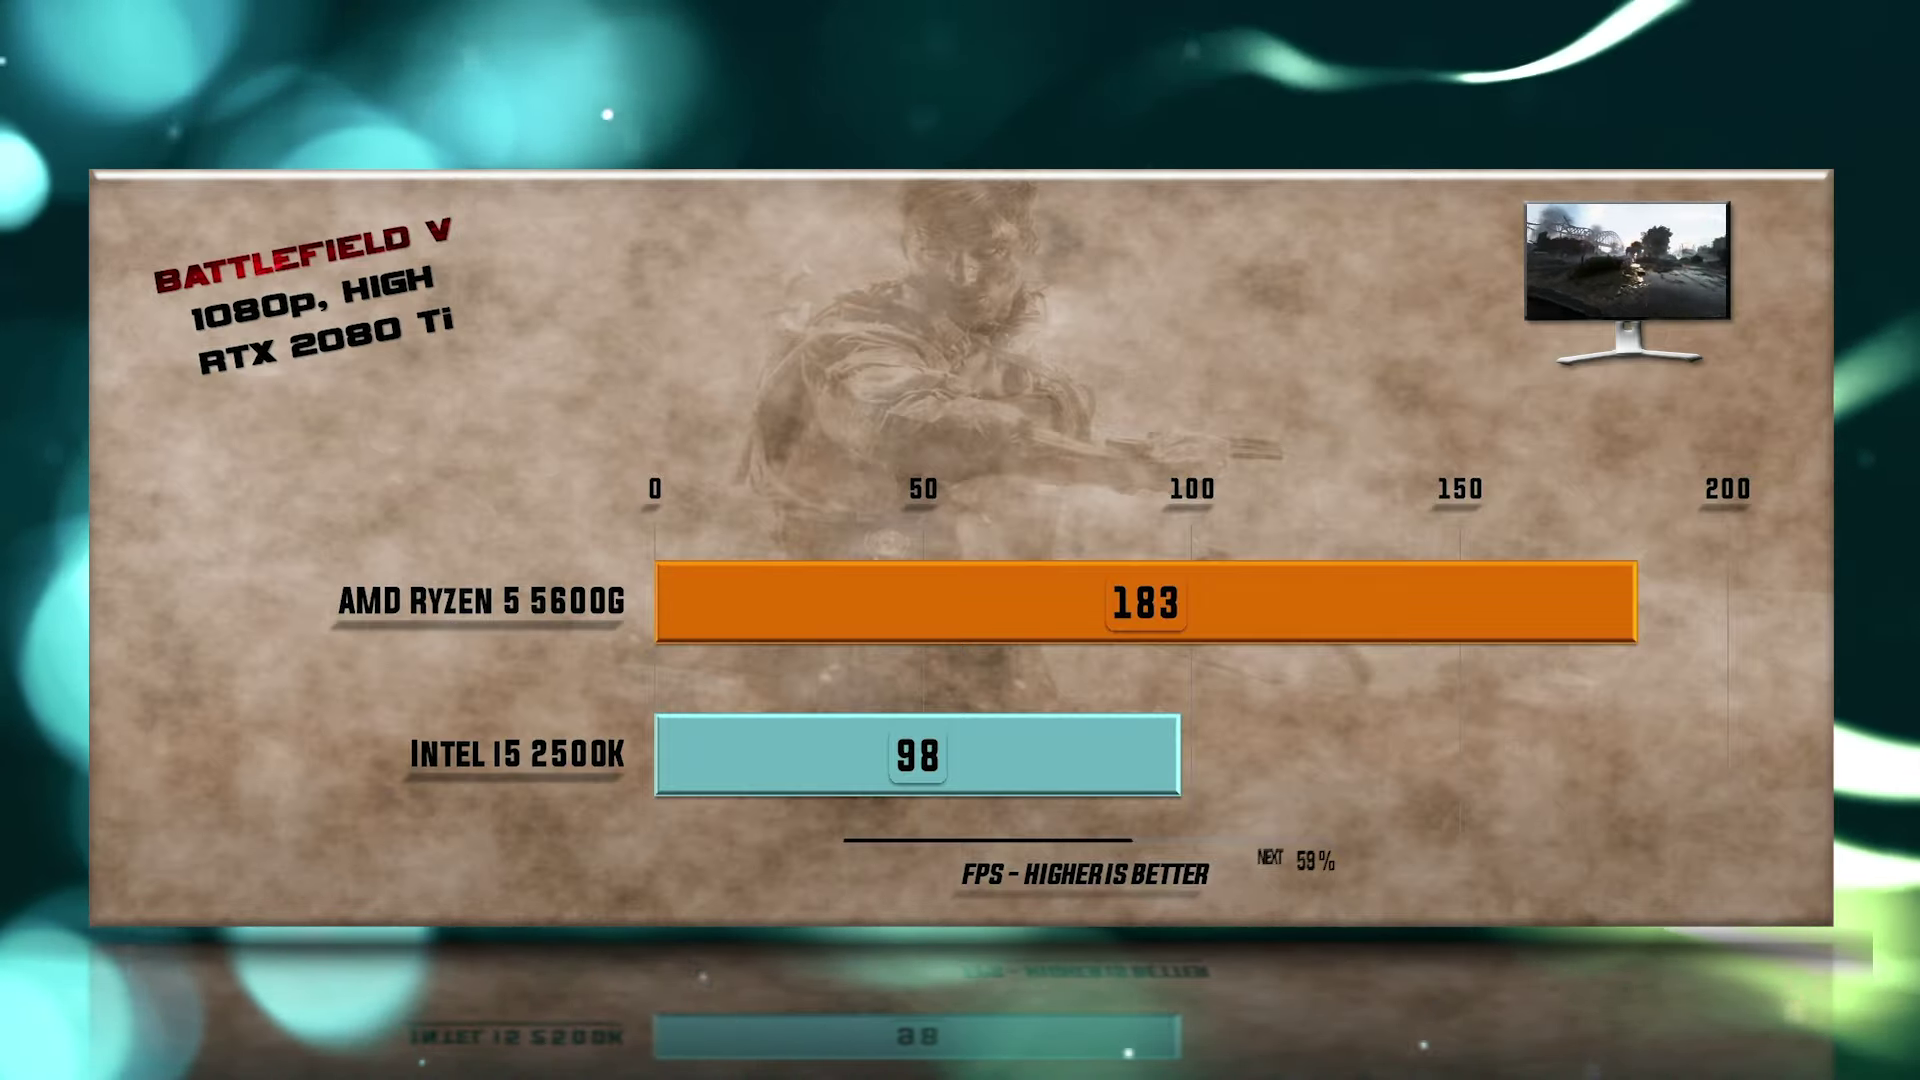 BATTLEFIELD V
1080p, HIGH
RTX 2080 Ti
0 50 100 150 200
AMD RYZEN 5 5600G 183
INTEL I5 2500K 98
FPS - HIGHER IS BETTER
NEXT 59%